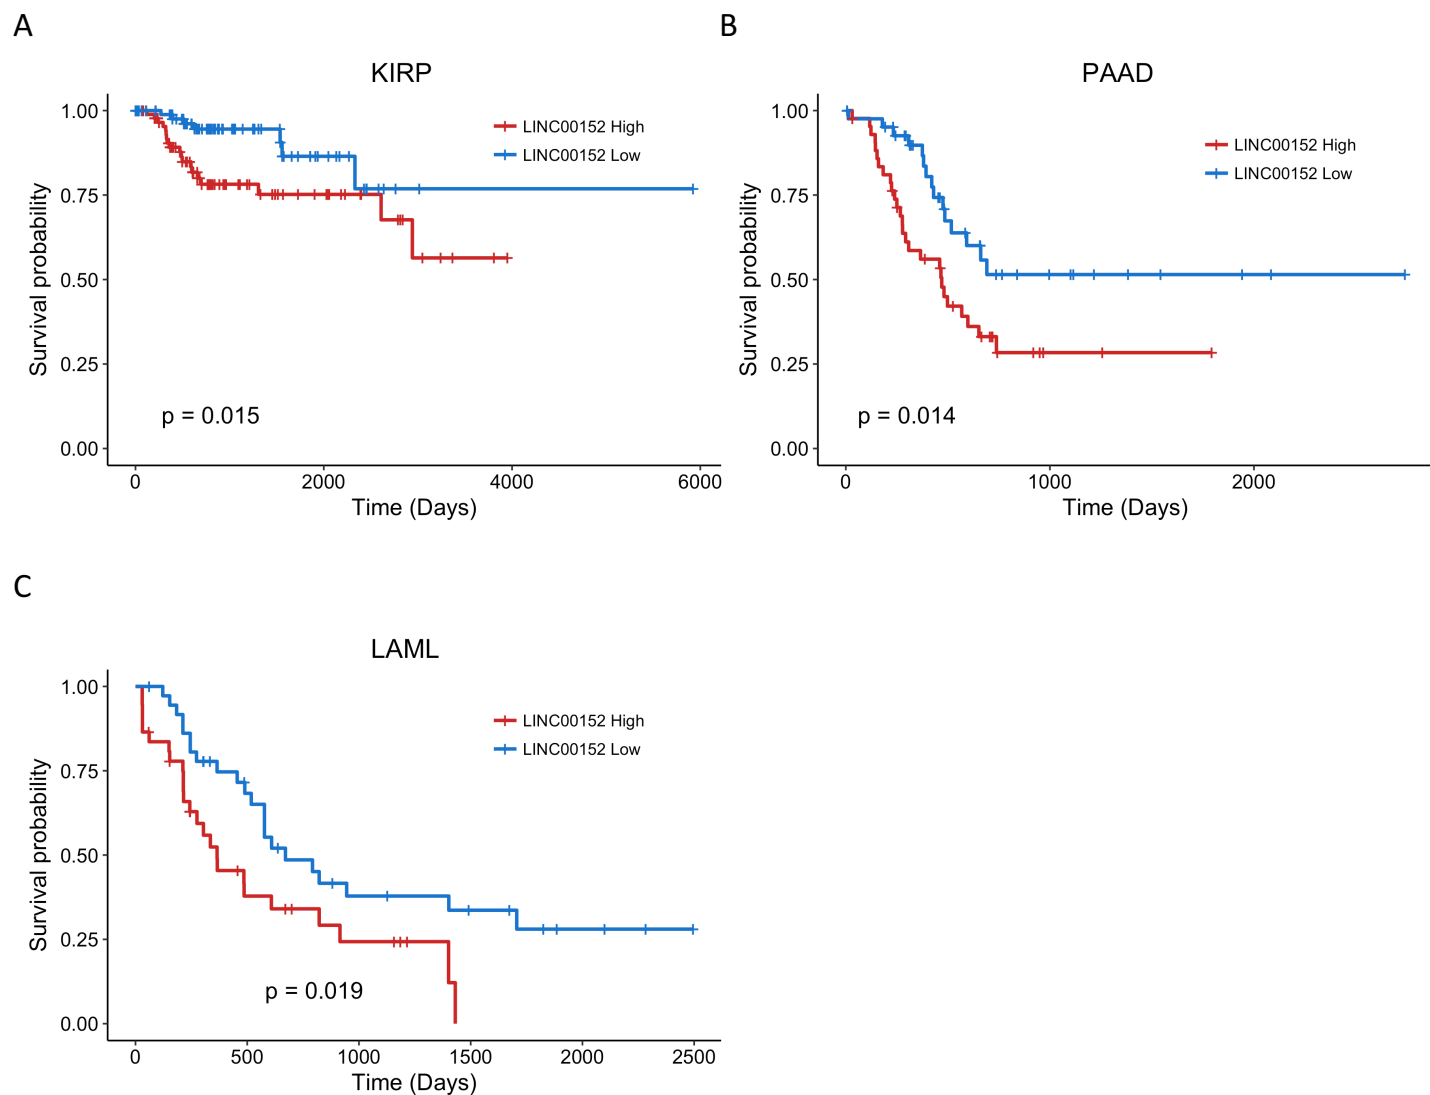 A
KIRP
1.00
0.75
0.50
0.25
0.00
Survival probability
LINC00152 High
LINC00152 Low
p = 0.015
0 2000 4000 6000
Time (Days)
B
PAAD
1.00
0.75
0.50
0.25
0.00
Survival probability
LINC00152 High
LINC00152 Low
p = 0.014
0 1000 2000
Time (Days)
C
LAML
1.00
0.75
0.50
0.25
0.00
Survival probability
LINC00152 High
LINC00152 Low
p = 0.019
0 500 1000 1500 2000 2500
Time (Days)